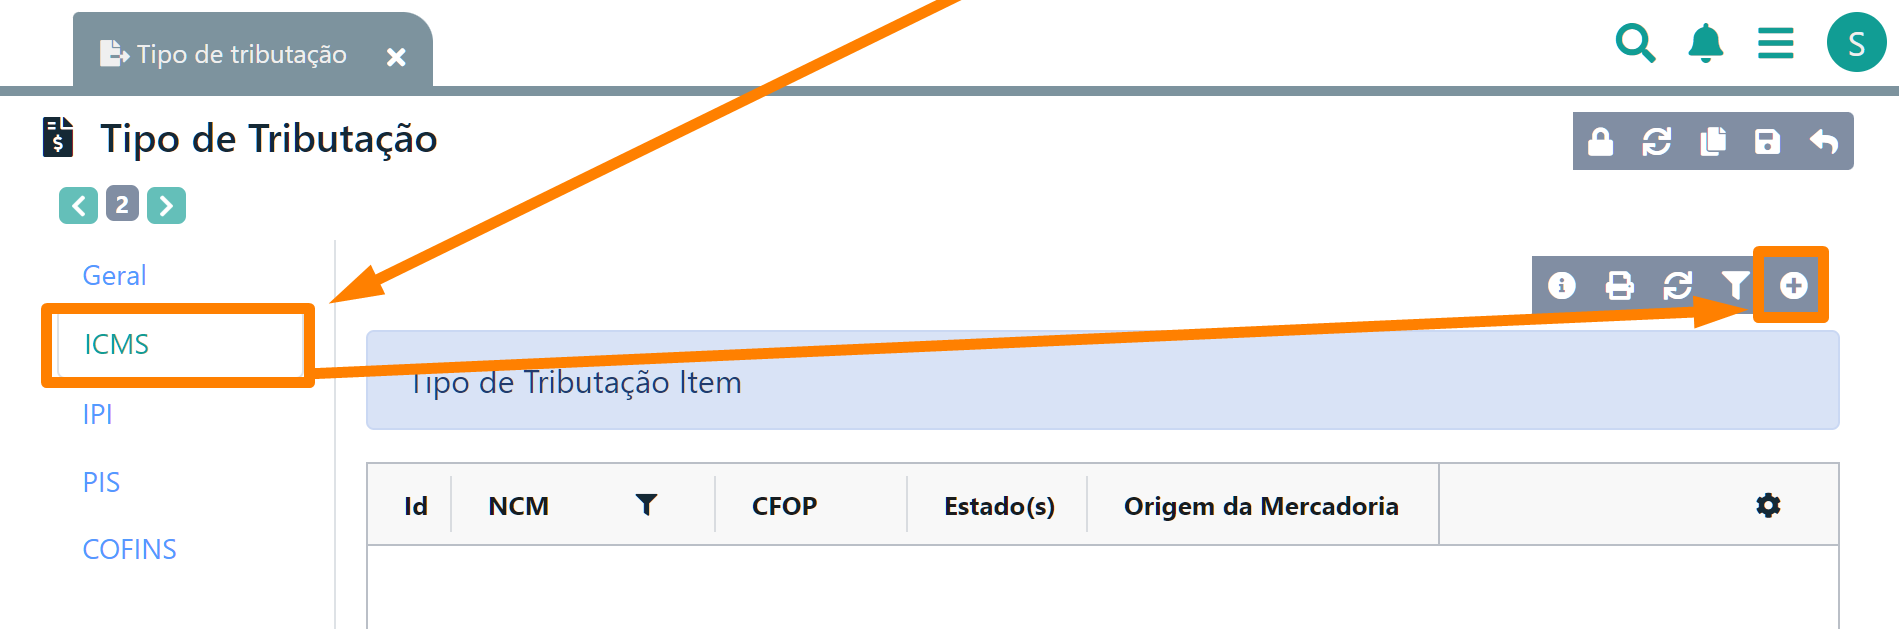 Tipo de tributação
S
Tipo de Tributação
2
Geral
ICMS
IPI
PIS
COFINS
Tipo de Tributação Item
Id NCM CFOP Estado(s) Origem da Mercadoria